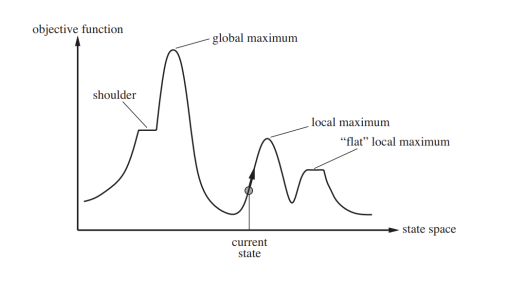 objective function
global maximum
shoulder
local maximum
“flat” local maximum
state space
current
state